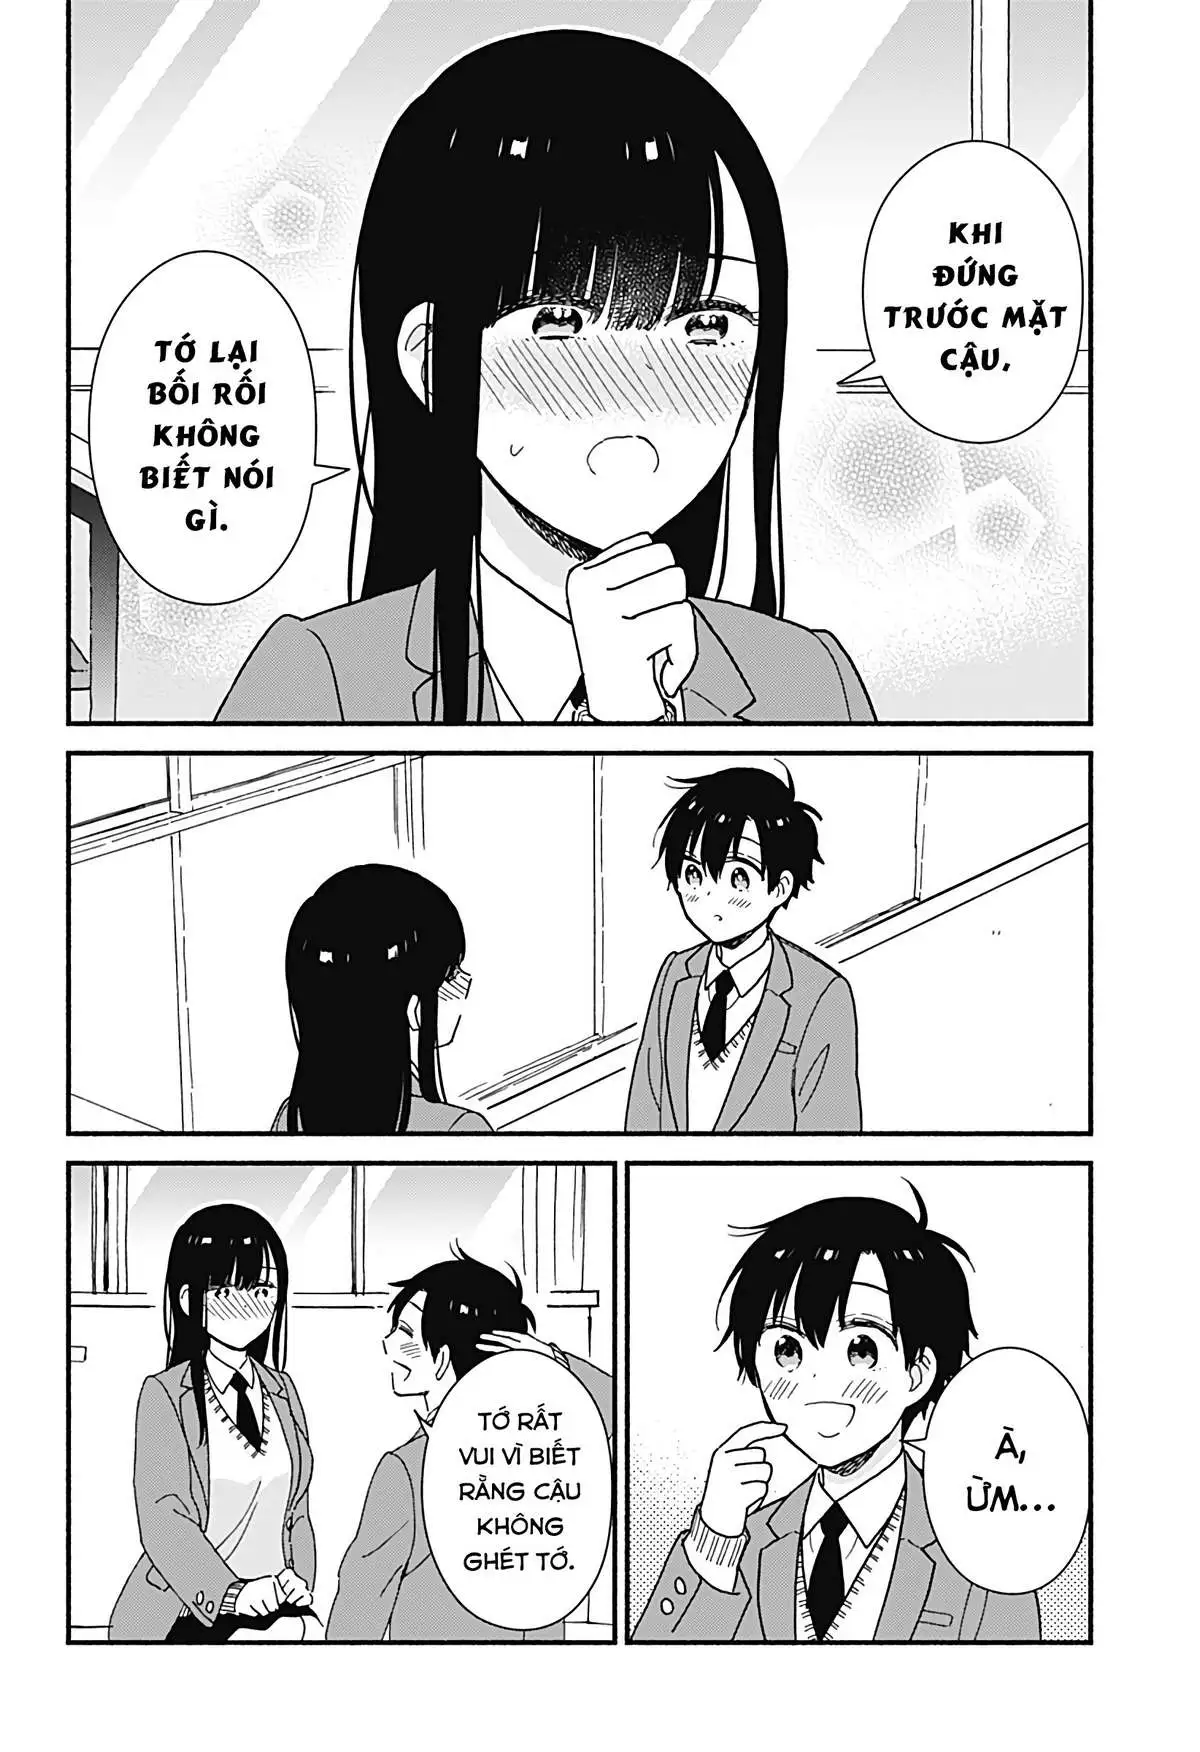 KHI
ĐỨNG
TRƯỚC MẶT
CẬU,
TỚ LẠI
BỐI RỐI
KHÔNG
BIẾT NÓI
GÌ.
À,
ỪM...
TỚ RẤT
VUI VÌ BIẾT
RẰNG CẬU
KHÔNG
GHÉT TỚ.